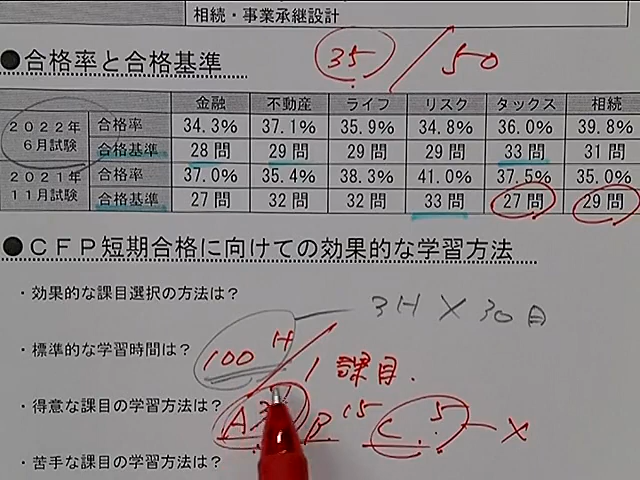 相続・事業承継設計
●合格率と合格基準
35 / 50
金融 不動産 ライフ リスク タックス 相続
2022年6月試験 合格率 34.3% 37.1% 35.9% 34.8% 36.0% 39.8%
合格基準 28問 29問 29問 29問 33問 31問
2021年11月試験 合格率 37.0% 35.4% 38.3% 41.0% 37.5% 35.0%
合格基準 27問 32問 32問 33問 27問 29問
●CFP短期合格に向けての効果的な学習方法
・効果的な課目選択の方法は？
3H×30日
・標準的な学習時間は？
100H/1課目.
・得意な課目の学習方法は？
A B 15 C 5 ×
・苦手な課目の学習方法は？